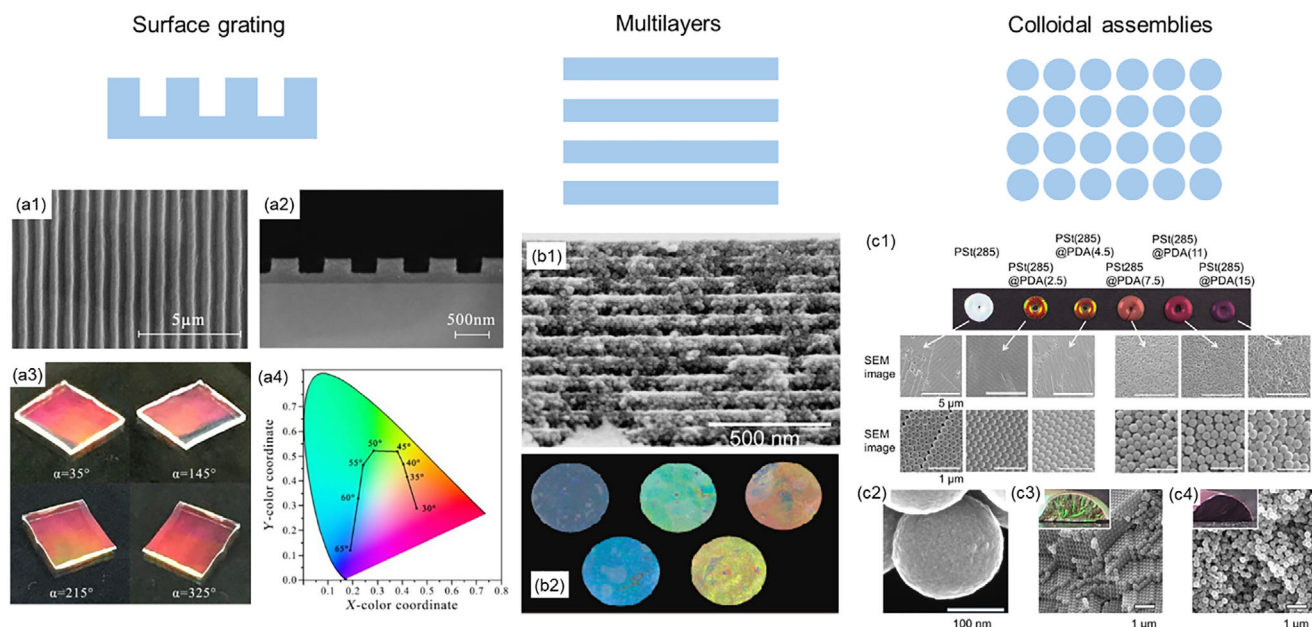 Surface grating
Multilayers
Colloidal assemblies
(a1)
5μm
(a2)
500nm
(a3)
α=35°
α=145°
α=215°
α=325°
(a4)
Y-color coordinate
0.7
0.6
0.5
0.4
0.3
0.2
0.1
0.0
50°
45°
55°
40°
35°
60°
30°
65°
0.1 0.2 0.3 0.4 0.5 0.6 0.7 0.8
X-color coordinate
(b1)
500 nm
(b2)
(c1)
PSt(285)
PSt(285)
@PDA(2.5)
PSt(285)
@PDA(4.5)
PSt285
@PDA(7.5)
PSt(285)
@PDA(11)
PSt(285)
@PDA(15)
SEM
image
5 μm
SEM
image
1 μm
(c2)
100 nm
(c3)
1 μm
(c4)
1 μm